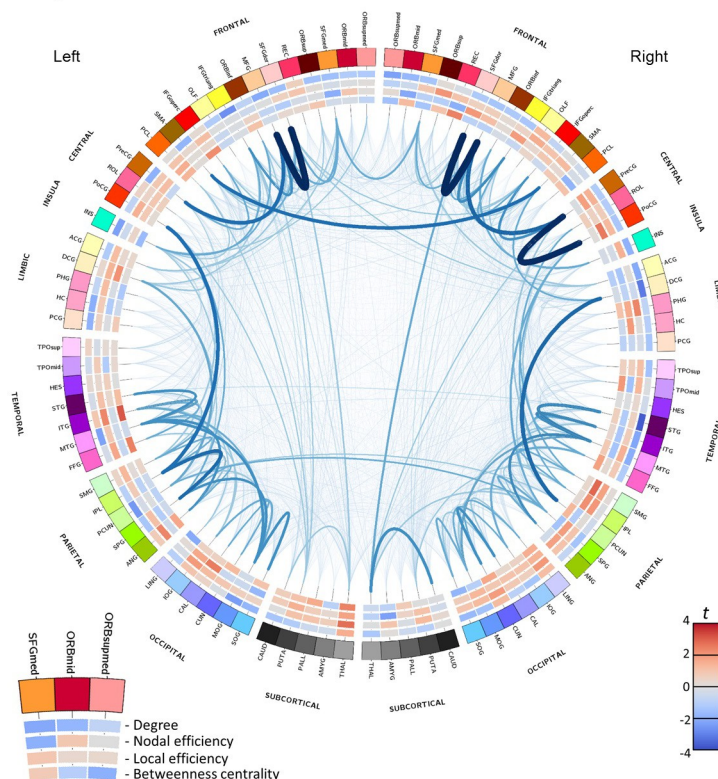 Left
Right
FRONTAL
FRONTAL
ORBsupmed
ORBmid
SFGmed
ORBsup
REC
SFGdor
MFG
ORBinf
IFGtriang
OLF
IFGoperc
SMA
PCL
ORBsupmed
ORBmid
SFGmed
ORBsup
REC
SFGdor
MFG
ORBinf
IFGtriang
OLF
IFGoperc
SMA
PCL
CENTRAL
PreCG
ROL
PoCG
CENTRAL
PreCG
ROL
PoCG
INSULA
INS
INSULA
INS
LIMBIC
ACG
DCG
PHG
HC
PCG
ACG
DCG
PHG
HC
PCG
TEMPORAL
TPOsup
TPOmid
HES
STG
ITG
MTG
FFG
TEMPORAL
TPOsup
TPOmid
HES
STG
ITG
MTG
FFG
PARIETAL
SMG
IPL
PCUN
SPG
ANG
PARIETAL
SMG
IPL
PCUN
SPG
ANG
OCCIPITAL
LING
IOG
CAL
CUN
MOG
SOG
OCCIPITAL
LING
IOG
CAL
CUN
MOG
SOG
SUBCORTICAL
CAUD
PUTA
PALL
AMYG
THAL
SUBCORTICAL
THAL
AMYG
PALL
PUTA
CAUD
SFGmed
ORBmid
ORBsupmed
- Degree
- Nodal efficiency
- Local efficiency
- Betweenness centrality
t
4
2
0
-2
-4